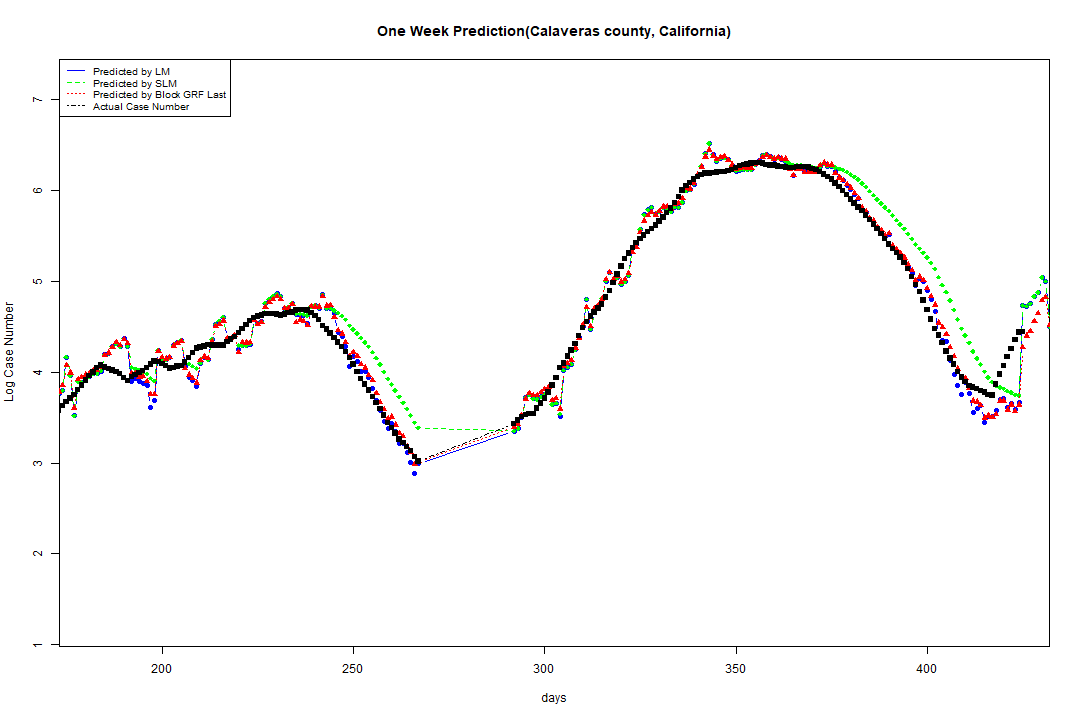 One Week Prediction(Calaveras county, California)
Predicted by LM
Predicted by SLM
Predicted by Block GRF Last
Actual Case Number
Log Case Number
7
6
5
4
3
2
1
200 250 300 350 400
days